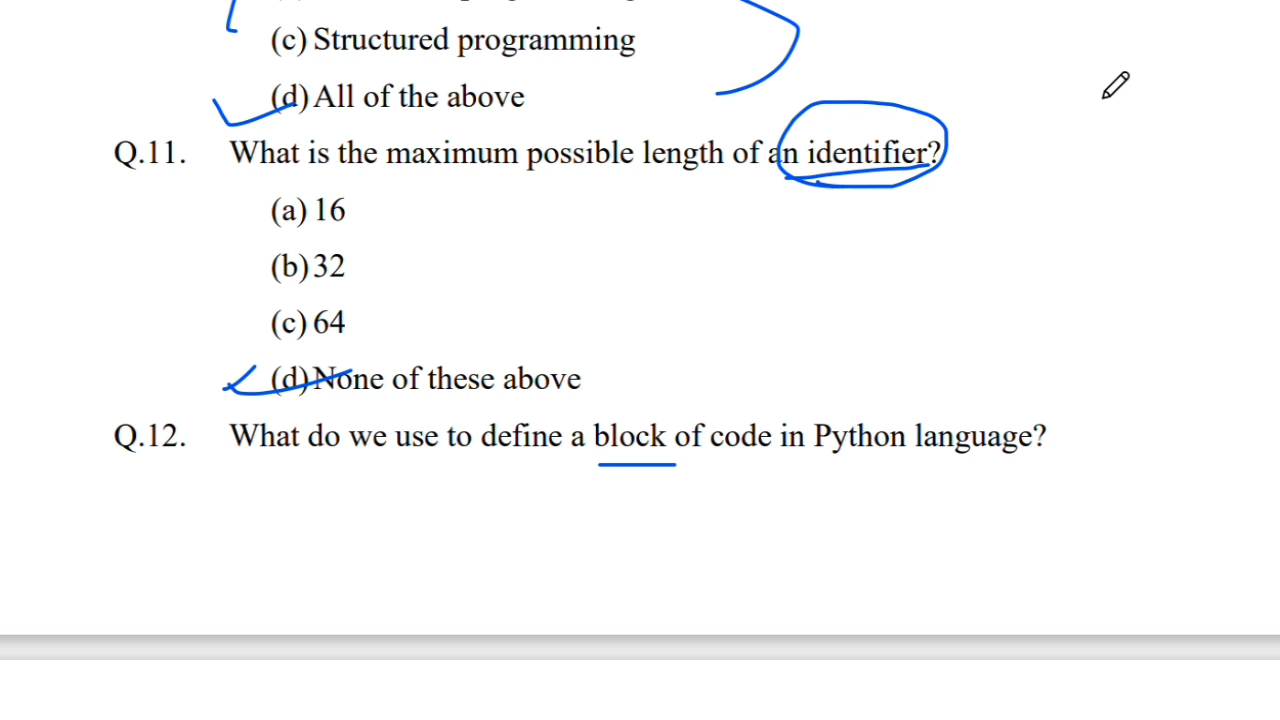 (c) Structured programming
(d) All of the above
Q.11. What is the maximum possible length of an identifier?
(a) 16
(b) 32
(c) 64
(d) None of these above
Q.12. What do we use to define a block of code in Python language?